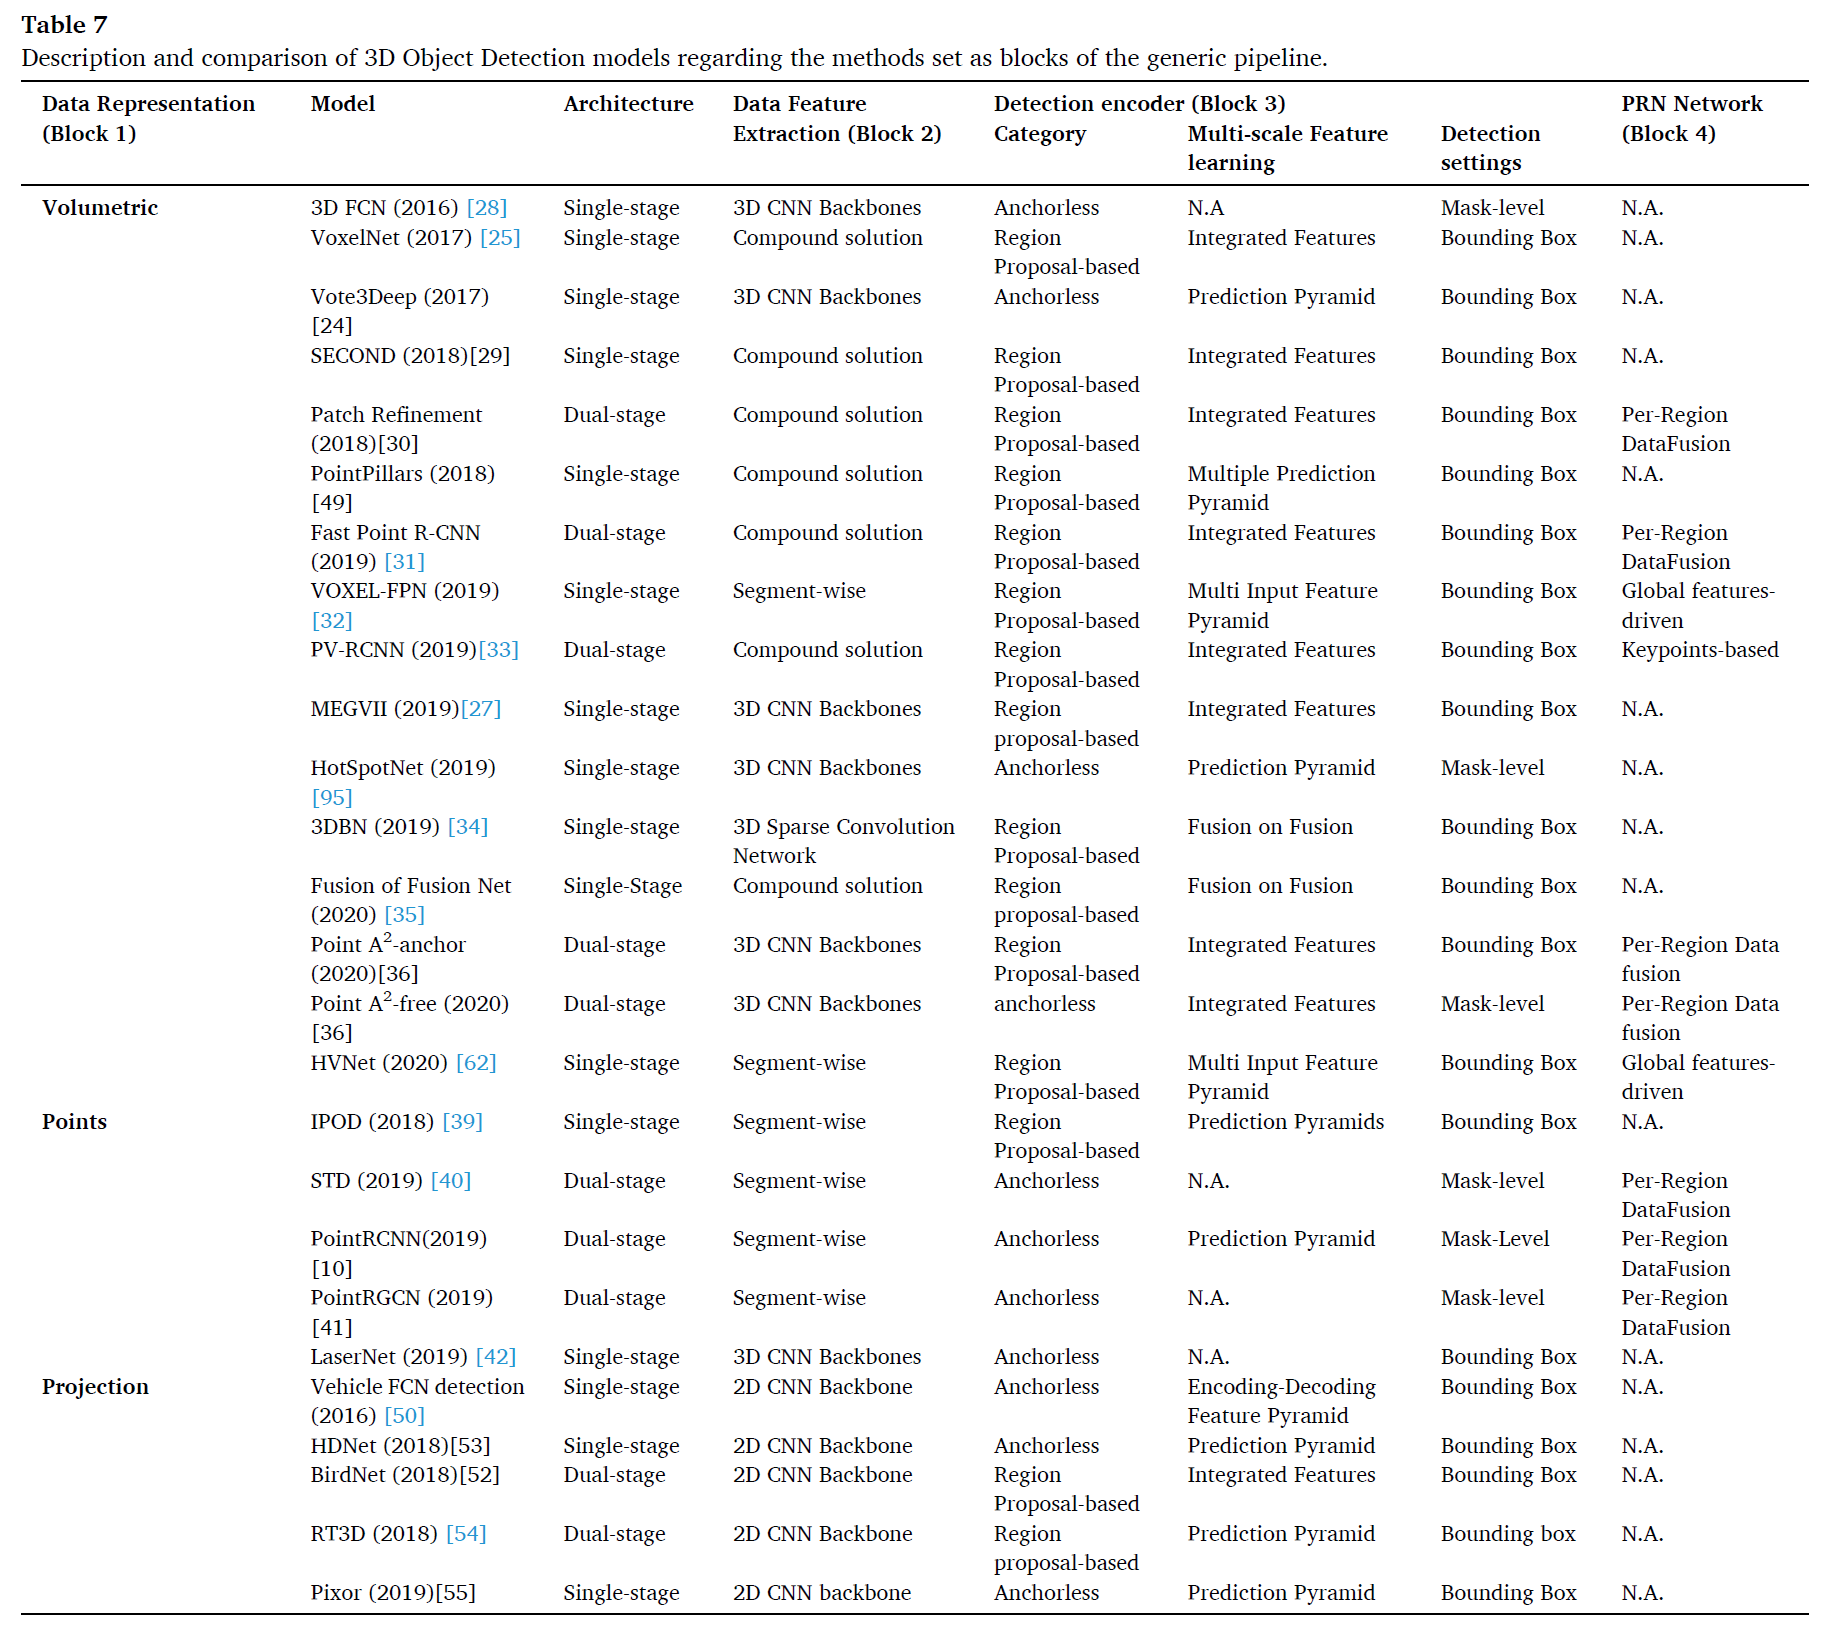 Table 7
Description and comparison of 3D Object Detection models regarding the methods set as blocks of the generic pipeline.
Data Representation Model Architecture Data Feature Detection encoder (Block 3) PRN Network
(Block 1) Extraction (Block 2) Category Multi-scale Feature Detection (Block 4)
learning settings
Volumetric 3D FCN (2016) [28] Single-stage 3D CNN Backbones Anchorless N.A Mask-level N.A.
VoxelNet (2017) [25] Single-stage Compound solution Region Integrated Features Bounding Box N.A.
Proposal-based
Vote3Deep (2017) Single-stage 3D CNN Backbones Anchorless Prediction Pyramid Bounding Box N.A.
[24]
SECOND (2018)[29] Single-stage Compound solution Region Integrated Features Bounding Box N.A.
Proposal-based
Patch Refinement Dual-stage Compound solution Region Integrated Features Bounding Box Per-Region
(2018)[30] Proposal-based DataFusion
PointPillars (2018) Single-stage Compound solution Region Multiple Prediction Bounding Box N.A.
[49] Proposal-based Pyramid
Fast Point R-CNN Dual-stage Compound solution Region Integrated Features Bounding Box Per-Region
(2019) [31] Proposal-based DataFusion
VOXEL-FPN (2019) Single-stage Segment-wise Region Multi Input Feature Bounding Box Global features-
[32] Proposal-based Pyramid driven
PV-RCNN (2019)[33] Dual-stage Compound solution Region Integrated Features Bounding Box Keypoints-based
Proposal-based
MEGVII (2019)[27] Single-stage 3D CNN Backbones Region Integrated Features Bounding Box N.A.
proposal-based
HotSpotNet (2019) Single-stage 3D CNN Backbones Anchorless Prediction Pyramid Mask-level N.A.
[95]
3DBN (2019) [34] Single-stage 3D Sparse Convolution Region Fusion on Fusion Bounding Box N.A.
Network Proposal-based
Fusion of Fusion Net Single-Stage Compound solution Region Fusion on Fusion Bounding Box N.A.
(2020) [35] proposal-based
Point A²-anchor Dual-stage 3D CNN Backbones Region Integrated Features Bounding Box Per-Region Data
(2020)[36] Proposal-based fusion
Point A²-free (2020) Dual-stage 3D CNN Backbones anchorless Integrated Features Mask-level Per-Region Data
[36] fusion
HVNet (2020) [62] Single-stage Segment-wise Region Multi Input Feature Bounding Box Global features-
Proposal-based Pyramid driven
Points IPOD (2018) [39] Single-stage Segment-wise Region Prediction Pyramids Bounding Box N.A.
Proposal-based
STD (2019) [40] Dual-stage Segment-wise Anchorless N.A. Mask-level Per-Region
DataFusion
PointRCNN(2019) Dual-stage Segment-wise Anchorless Prediction Pyramid Mask-Level Per-Region
[10] DataFusion
PointRGCN (2019) Dual-stage Segment-wise Anchorless N.A. Mask-level Per-Region
[41] DataFusion
LaserNet (2019) [42] Single-stage 3D CNN Backbones Anchorless N.A. Bounding Box N.A.
Projection Vehicle FCN detection Single-stage 2D CNN Backbone Anchorless Encoding-Decoding Bounding Box N.A.
(2016) [50] Feature Pyramid
HDNet (2018)[53] Single-stage 2D CNN Backbone Anchorless Prediction Pyramid Bounding Box N.A.
BirdNet (2018)[52] Dual-stage 2D CNN Backbone Region Integrated Features Bounding Box N.A.
Proposal-based
RT3D (2018) [54] Dual-stage 2D CNN Backbone Region Prediction Pyramid Bounding box N.A.
proposal-based
Pixor (2019)[55] Single-stage 2D CNN backbone Anchorless Prediction Pyramid Bounding Box N.A.